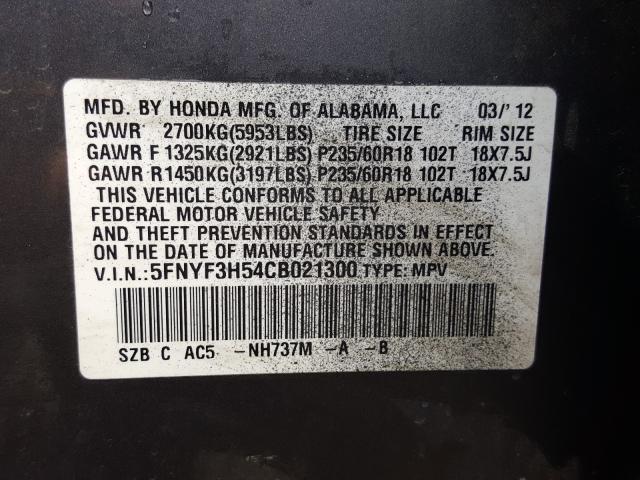 MFD. BY HONDA MFG. OF ALABAMA, LLC 03/'12
GVWR 2700KG(5953LBS) TIRE SIZE RIM SIZE
GAWR F 1325KG(2921LBS) P235/60R18 102T 18X7.5J
GAWR R1450KG(3197LBS) P235/60R18 102T 18X7.5J
THIS VEHICLE CONFORMS TO ALL APPLICABLE
FEDERAL MOTOR VEHICLE SAFETY
AND THEFT PREVENTION STANDARDS IN EFFECT
ON THE DATE OF MANUFACTURE SHOWN ABOVE.
V.I.N.:5FNYF3H54CB021300 TYPE: MPV
SZB C AC5 -NH737M -A -B